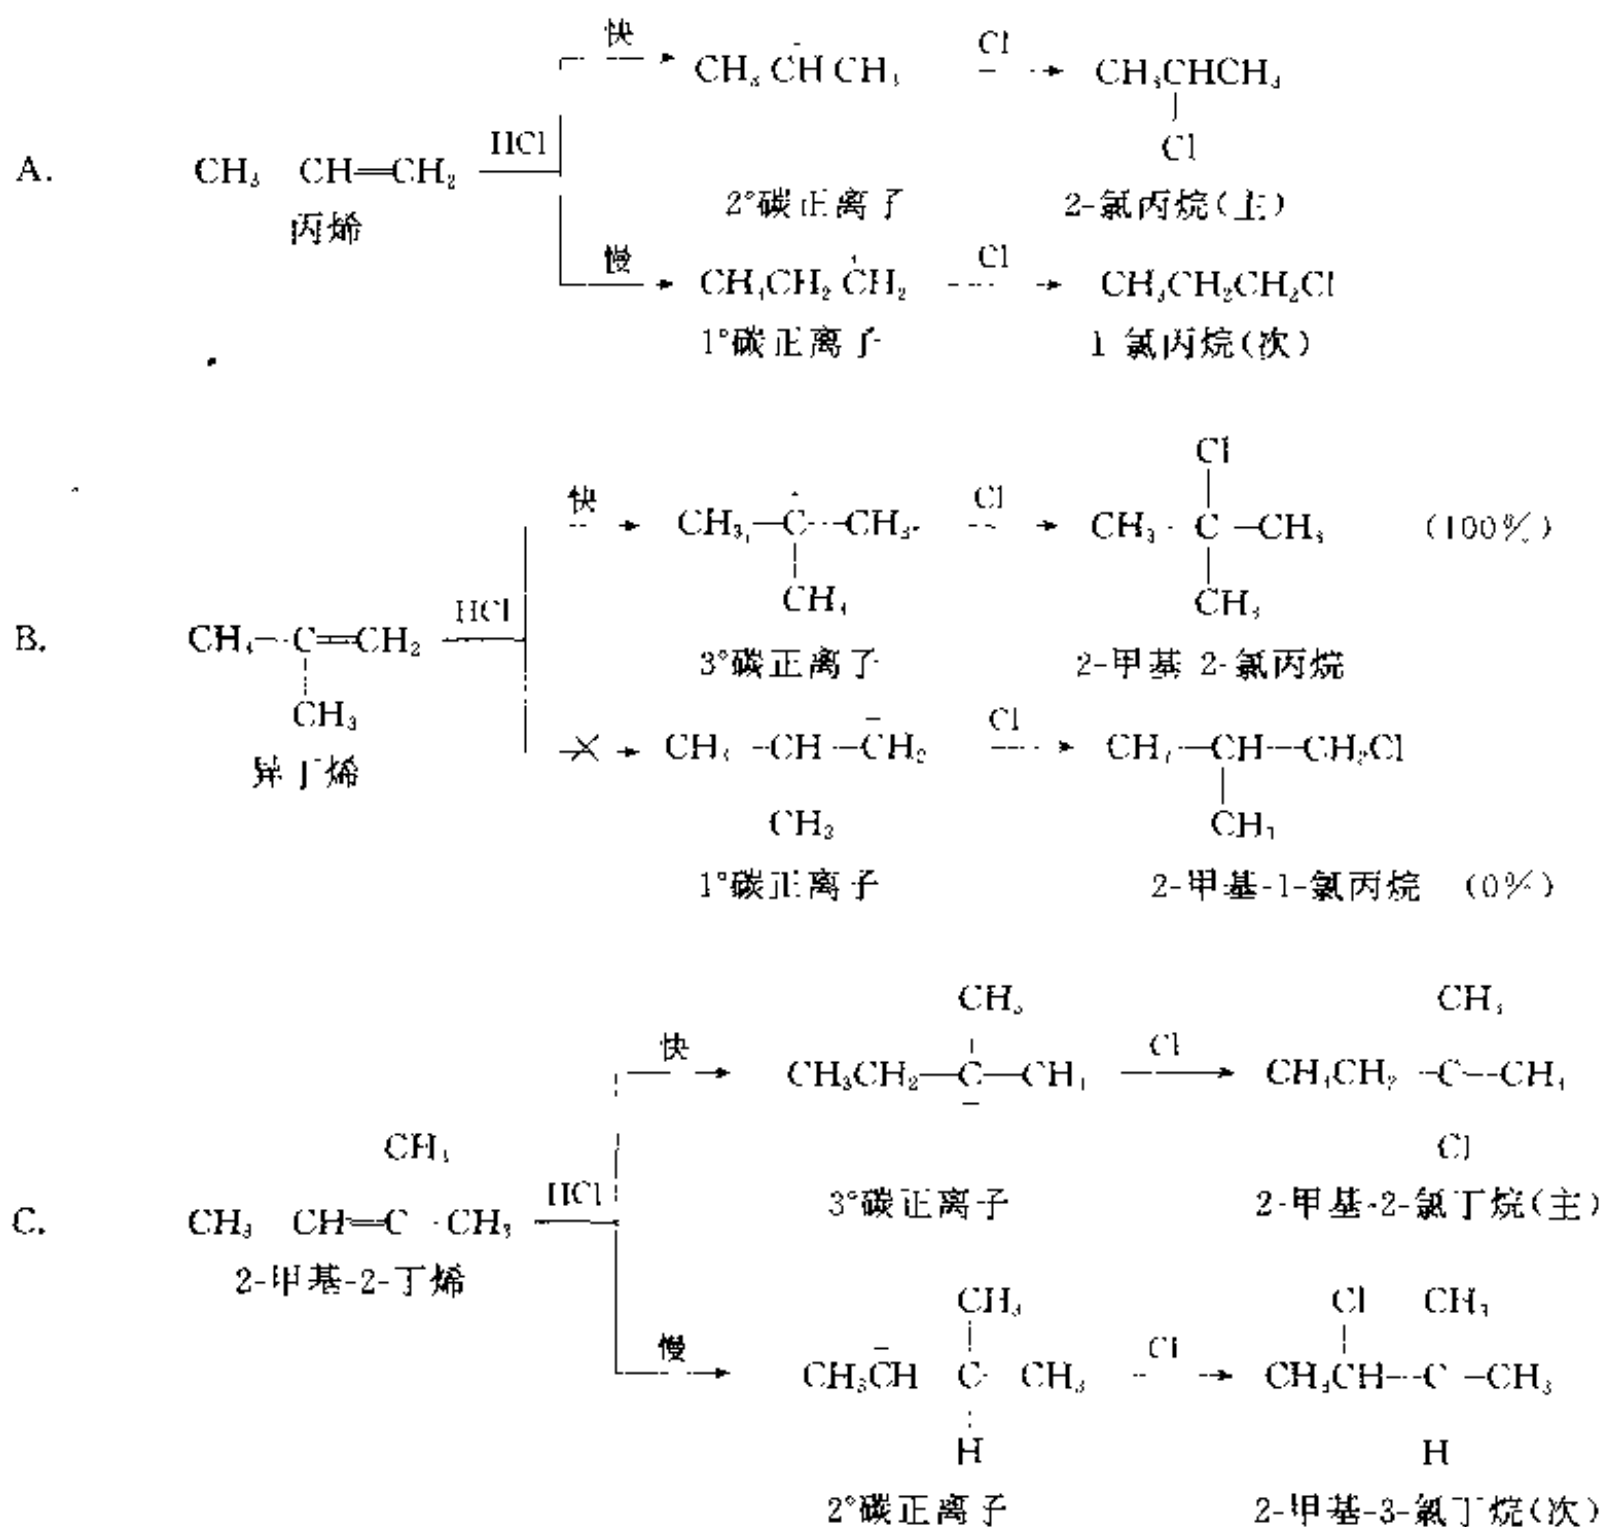 快
CH₃CHCH₃ Cl CH₃CHCH₃
Cl
A. CH₃ CH=CH₂ HCl
丙烯
2°碳正离子 2-氯丙烷(主)
慢
CH₃CH₂CH₂ Cl CH₃CH₂CH₂Cl
1°碳正离子 1 氯丙烷(次)
Cl
快 CH₃—C—CH₃ Cl CH₃-C—CH₃ (100%)
CH₃ CH₃
B. CH₃—C=CH₂ HCl
CH₃
异丁烯
3°碳正离子 2-甲基 2-氯丙烷
CH₃-CH—CH₂ Cl CH₃—CH—CH₂Cl
CH₃ CH₃
1°碳正离子 2-甲基-1-氯丙烷 (0%)
CH₃ CH₃
快 CH₃CH₂—C—CH₃ Cl CH₃CH₂-C—CH₃
Cl
CH₃
C. CH₃ CH=C-CH₃ HCl
2-甲基-2-丁烯
3°碳正离子 2-甲基-2-氯丁烷(主)
CH₃ Cl CH₃
慢 CH₃CH C CH₃ Cl CH₃CH—C—CH₃
H H
2°碳正离子 2-甲基-3-氯丁烷(次)